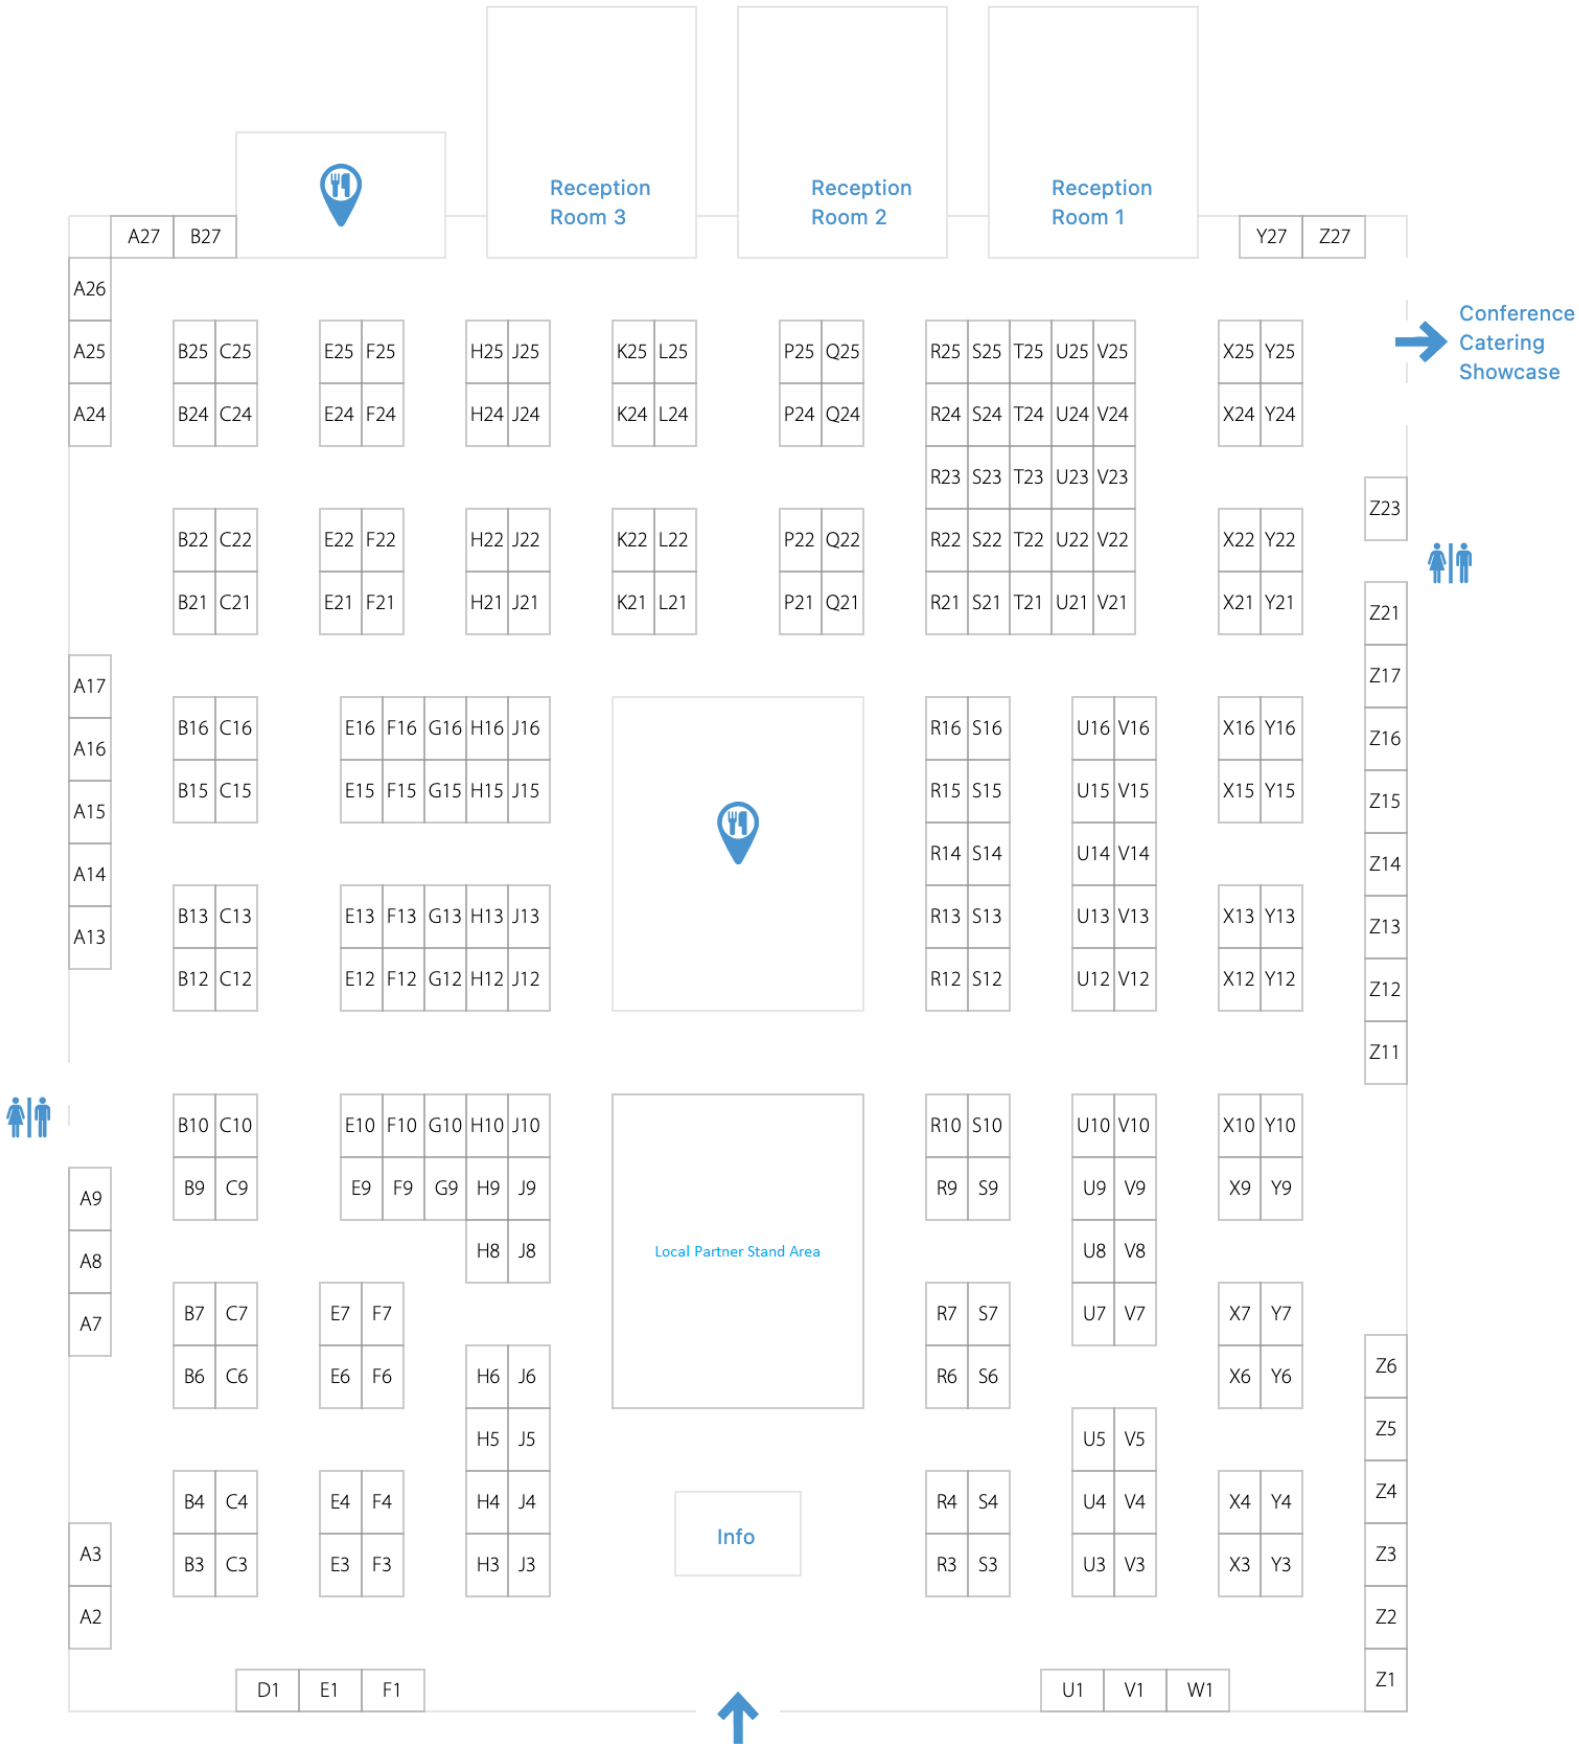 Reception
Room 3
Reception
Room 2
Reception
Room 1
A27 B27 Y27 Z27
A26
Conference
Catering
Showcase
A25 B25 C25 E25 F25 H25 J25 K25 L25 P25 Q25 R25 S25 T25 U25 V25 X25 Y25
A24 B24 C24 E24 F24 H24 J24 K24 L24 P24 Q24 R24 S24 T24 U24 V24 X24 Y24
R23 S23 T23 U23 V23
Z23
B22 C22 E22 F22 H22 J22 K22 L22 P22 Q22 R22 S22 T22 U22 V22 X22 Y22
B21 C21 E21 F21 H21 J21 K21 L21 P21 Q21 R21 S21 T21 U21 V21 X21 Y21
Z21
Z17
A17
B16 C16 E16 F16 G16 H16 J16 R16 S16 U16 V16 X16 Y16
Z16
A16
B15 C15 E15 F15 G15 H15 J15 R15 S15 U15 V15 X15 Y15
Z15
A15
R14 S14 U14 V14
Z14
A14
B13 C13 E13 F13 G13 H13 J13 R13 S13 U13 V13 X13 Y13
Z13
A13
B12 C12 E12 F12 G12 H12 J12 R12 S12 U12 V12 X12 Y12
Z12
Z11
B10 C10 E10 F10 G10 H10 J10 R10 S10 U10 V10 X10 Y10
B9 C9 E9 F9 G9 H9 J9 R9 S9 U9 V9 X9 Y9
A9
H8 J8 Local Partner Stand Area U8 V8
A8
B7 C7 E7 F7 R7 S7 U7 V7 X7 Y7
A7
Z6
B6 C6 E6 F6 H6 J6 R6 S6 X6 Y6
Z5
H5 J5 U5 V5
Z4
B4 C4 E4 F4 H4 J4 R4 S4 U4 V4 X4 Y4
Info
A3 Z3
B3 C3 E3 F3 H3 J3 R3 S3 U3 V3 X3 Y3
A2 Z2
Z1
D1 E1 F1 U1 V1 W1